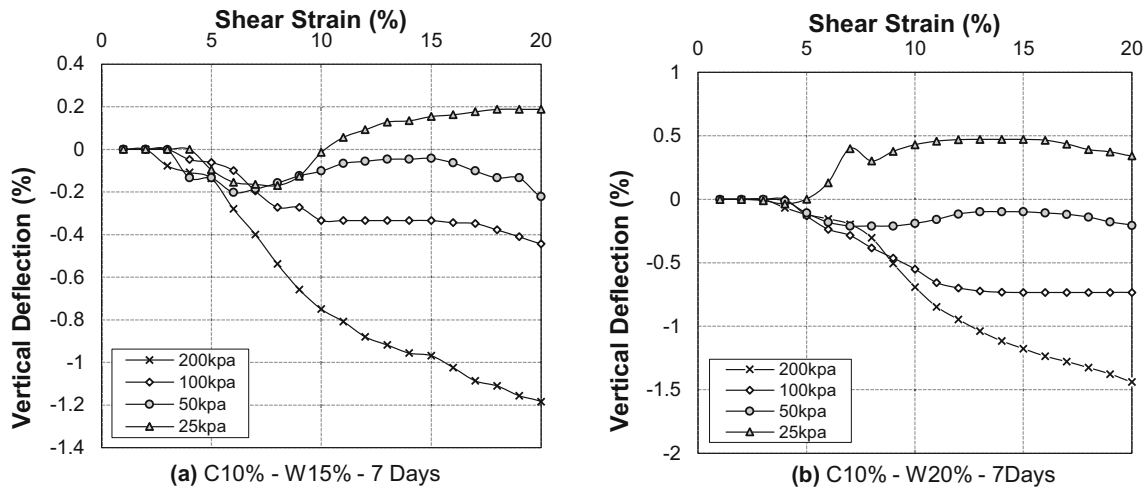 Shear Strain (%)
0 5 10 15 20
0.4
0.2
0
-0.2
-0.4
-0.6
-0.8
-1
-1.2
-1.4
Vertical Deflection (%)
200kpa
100kpa
50kpa
25kpa
(a) C10% - W15% - 7 Days
Shear Strain (%)
0 5 10 15 20
1
0.5
0
-0.5
-1
-1.5
-2
Vertical Deflection (%)
200kpa
100kpa
50kpa
25kpa
(b) C10% - W20% - 7Days